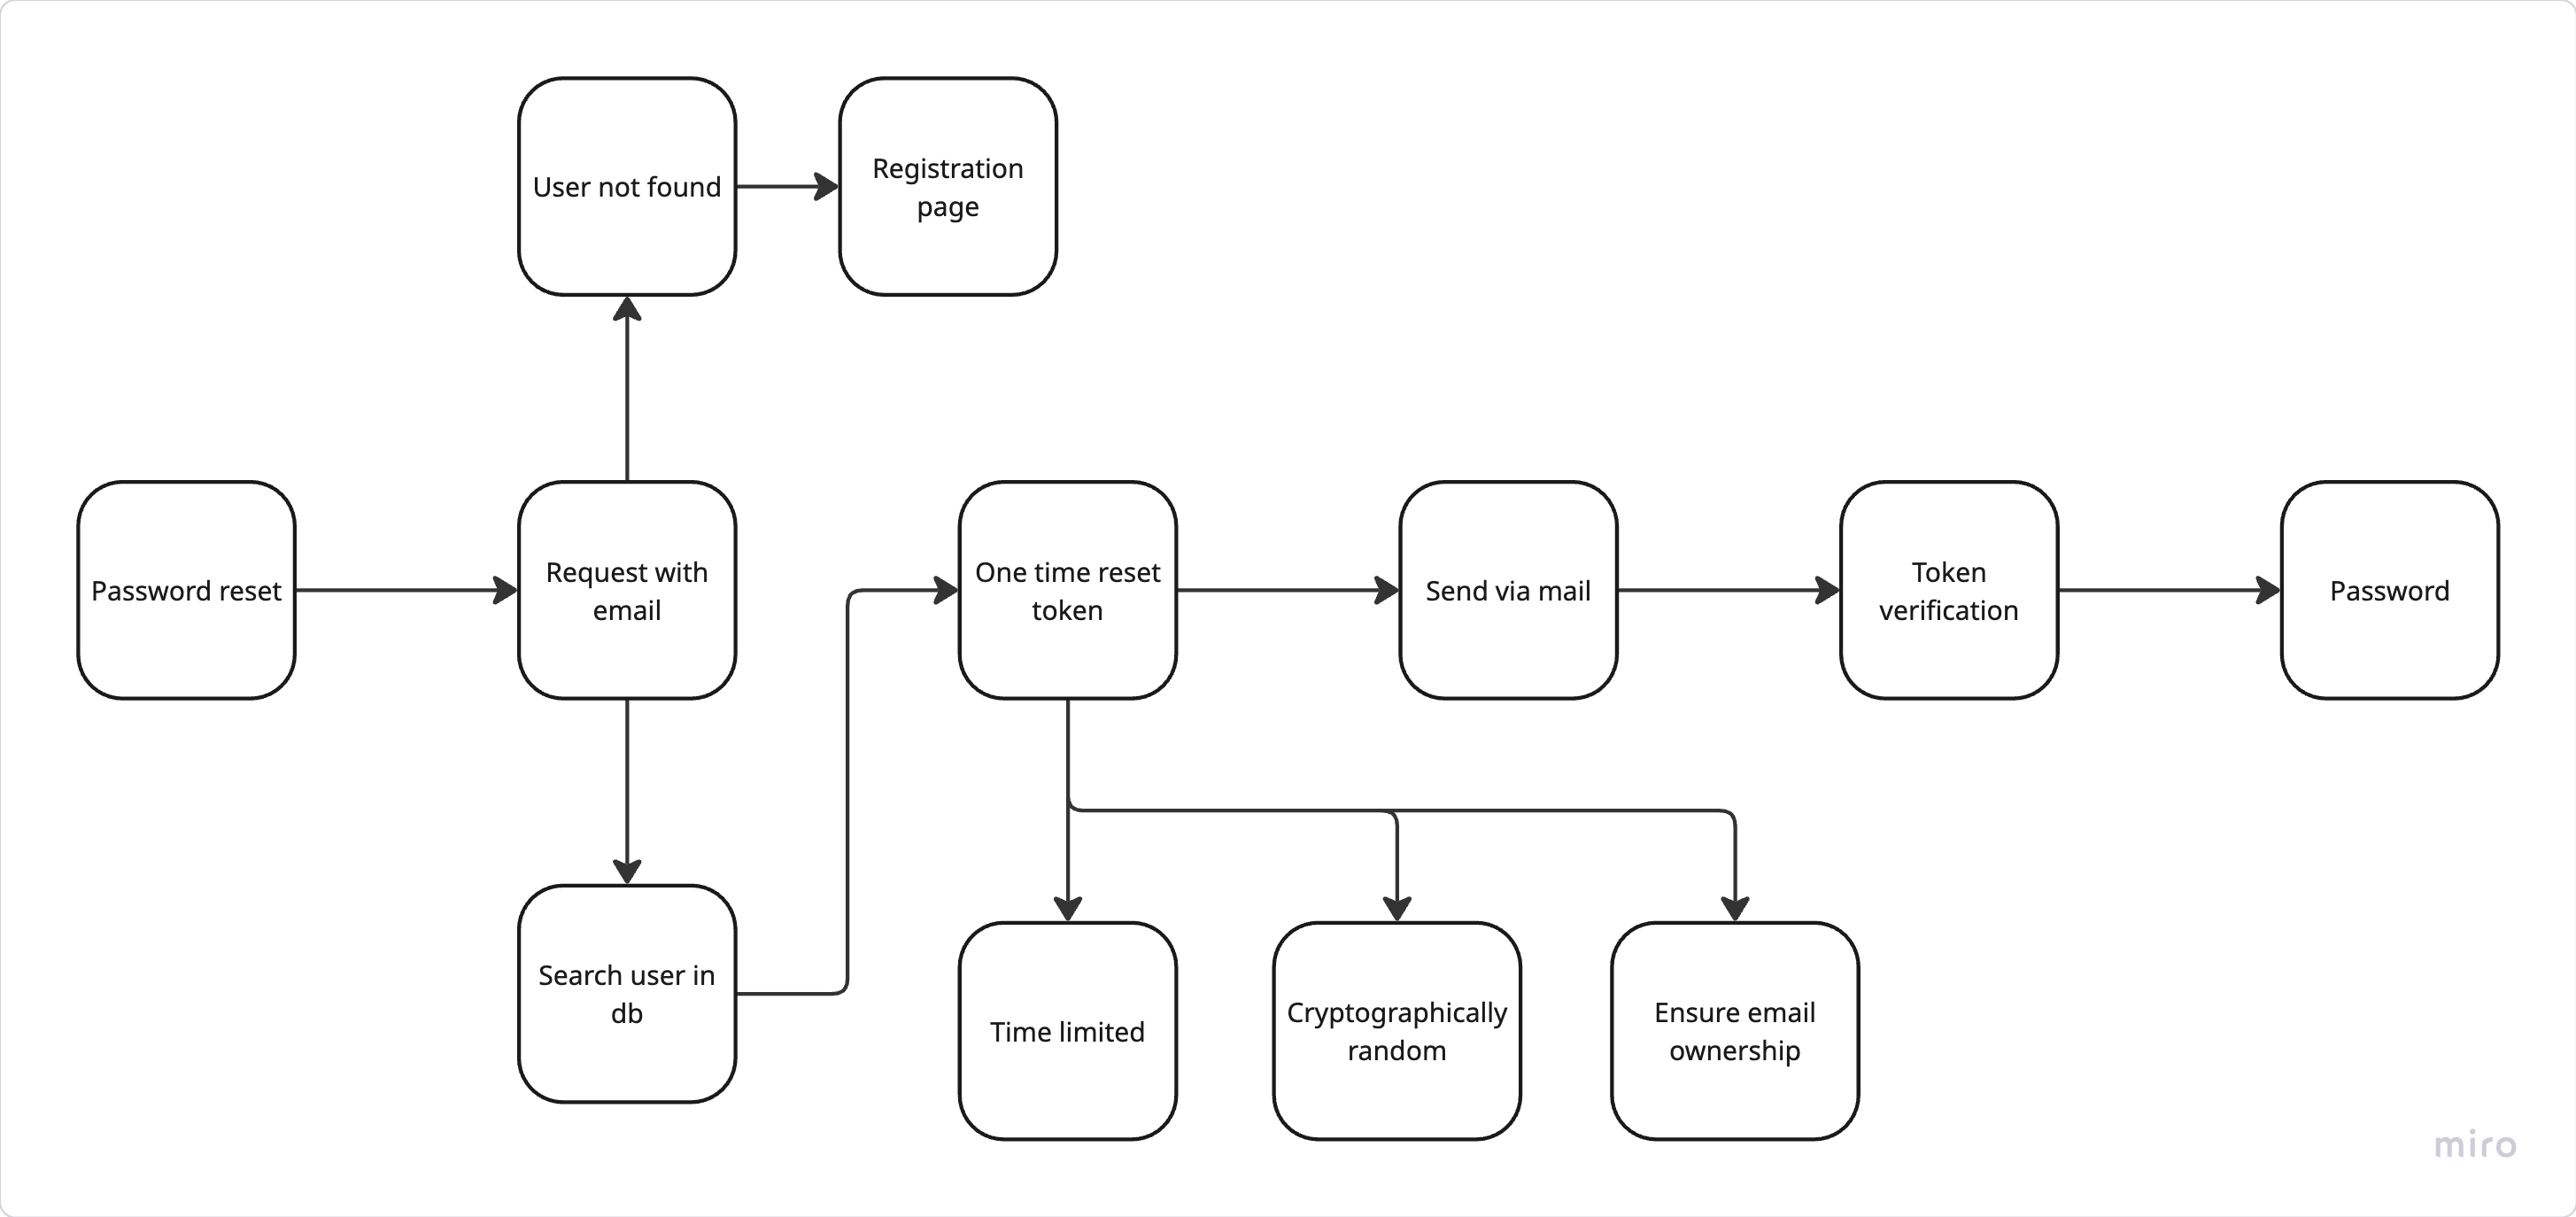 User not found
Registration
page
Password reset
Request with
email
One time reset
token
Send via mail
Token
verification
Password
Search user in
db
Time limited
Cryptographically
random
Ensure email
ownership
miro